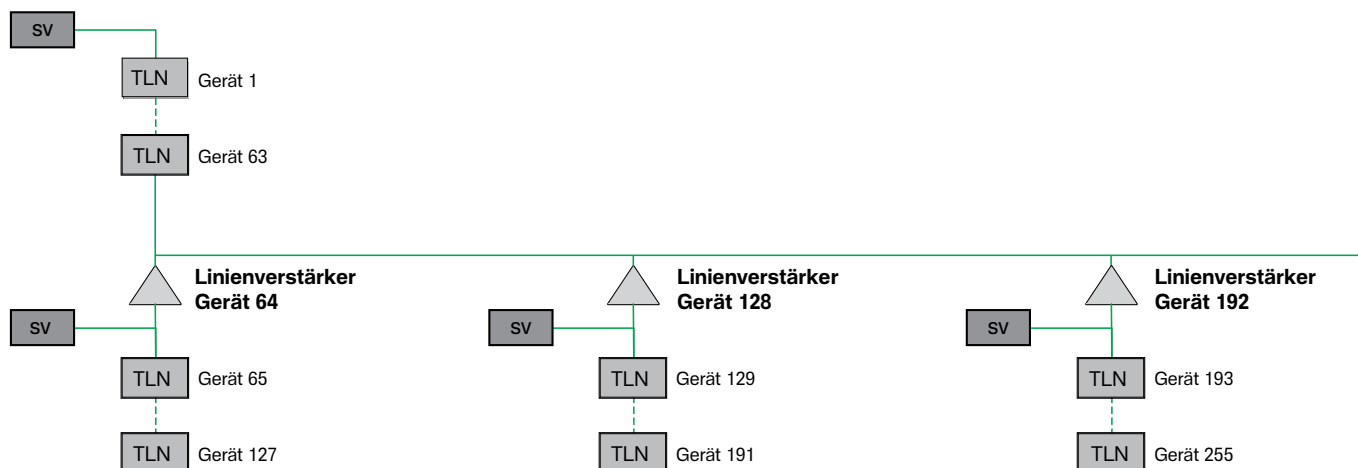 SV
TLN Gerät 1
TLN Gerät 63
Linienverstärker
Gerät 64
Linienverstärker
Gerät 128
Linienverstärker
Gerät 192
SV
SV
SV
TLN Gerät 65
TLN Gerät 129
TLN Gerät 193
TLN Gerät 127
TLN Gerät 191
TLN Gerät 255